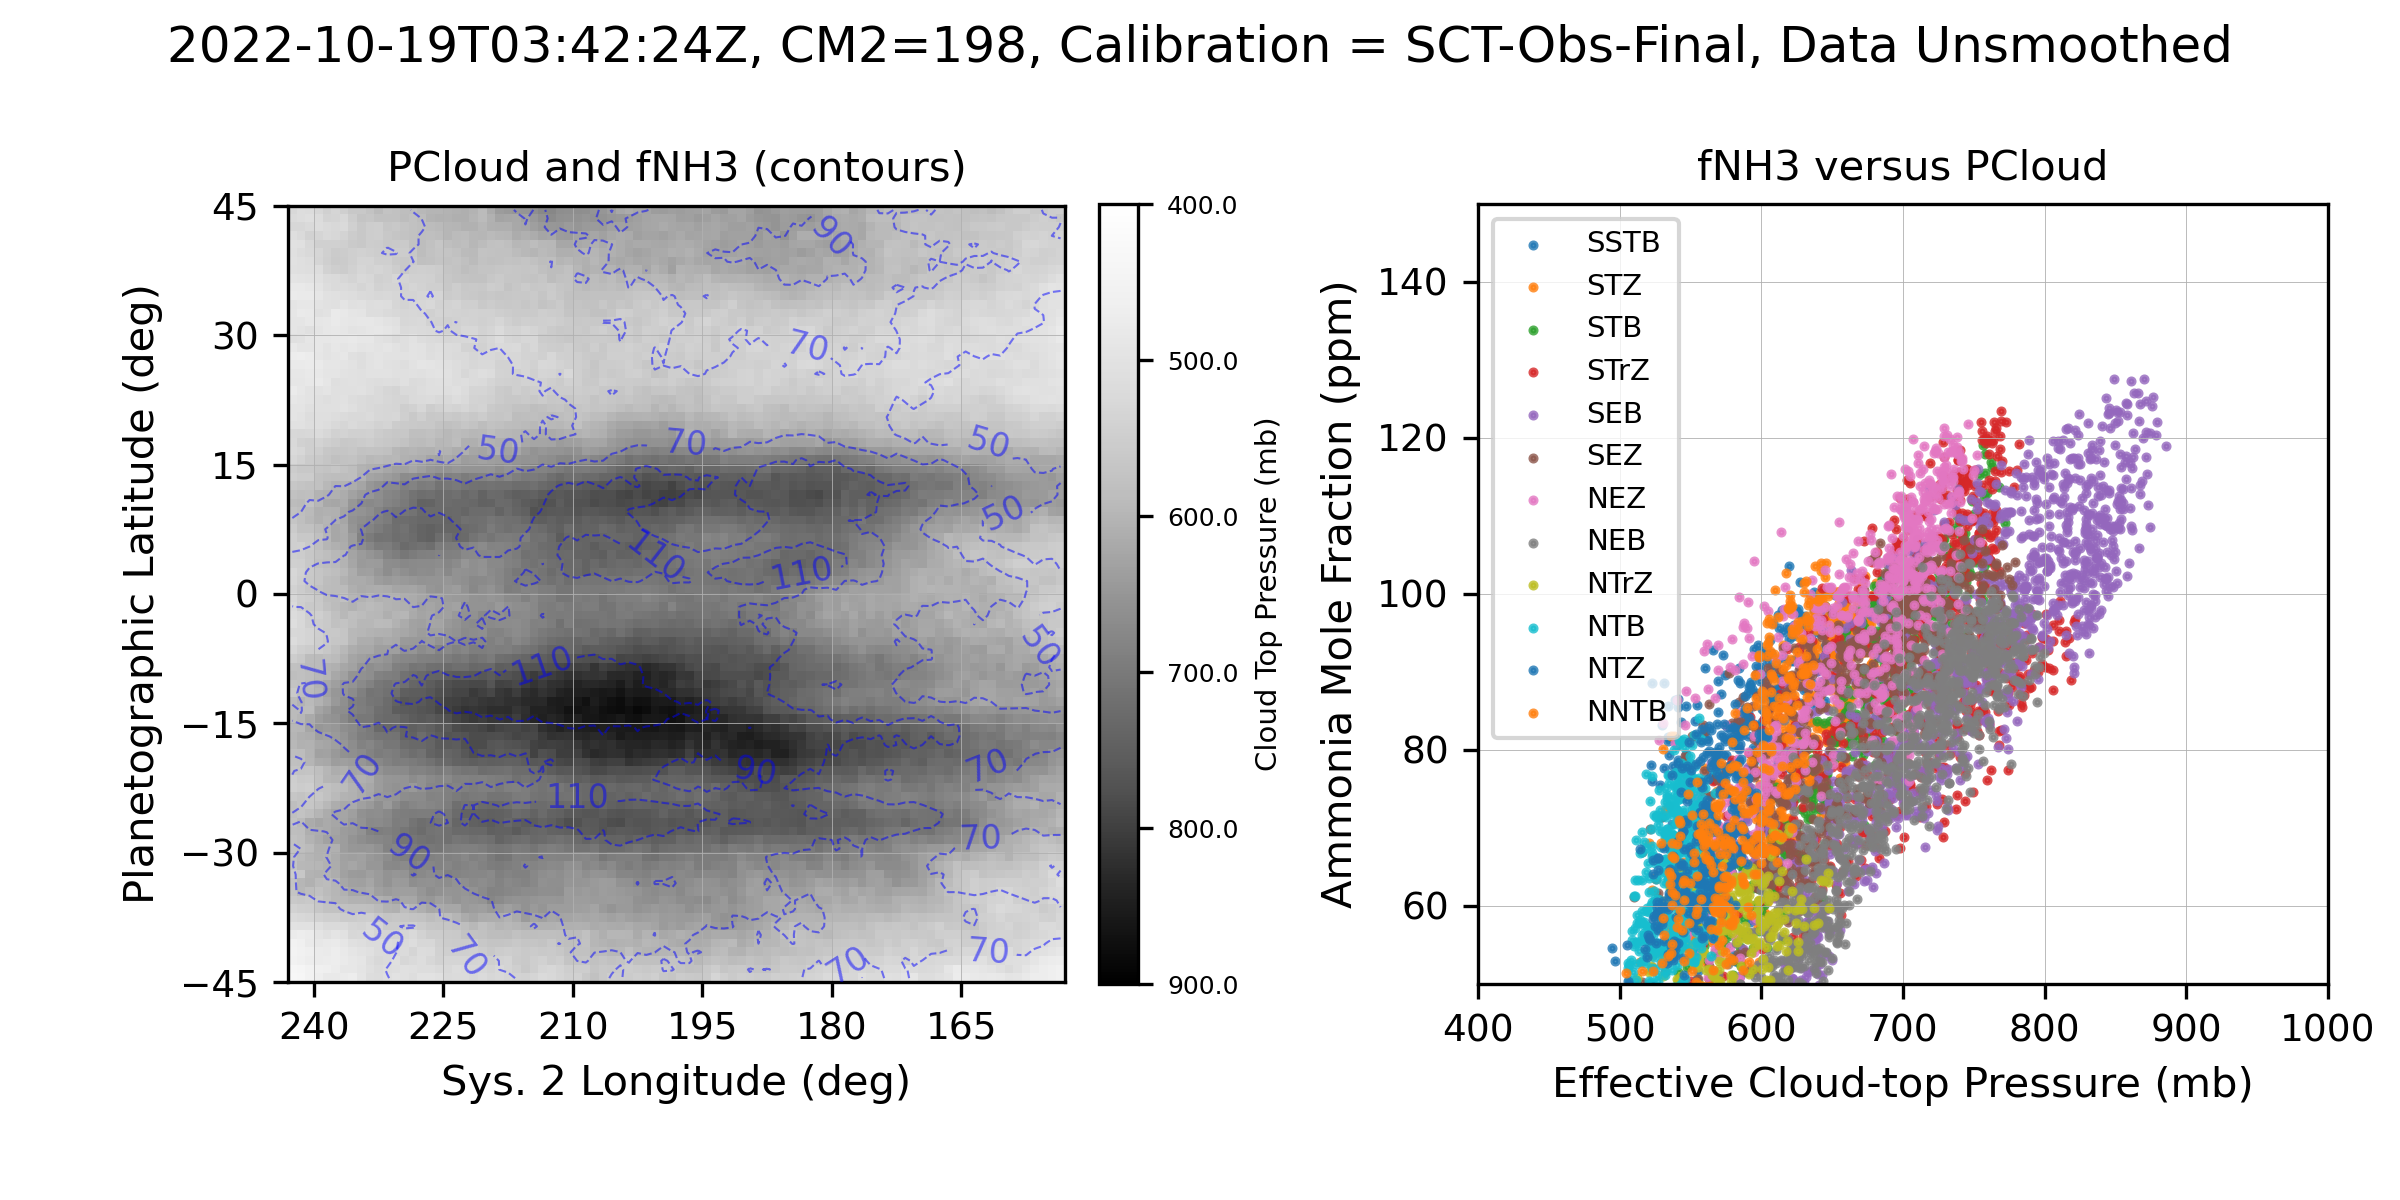 2022-10-19T03:42:24Z, CM2=198, Calibration = SCT-Obs-Final, Data Unsmoothed
PCloud and fNH3 (contours)
Planetographic Latitude (deg)
45
30
15
0
−15
−30
−45
240
225
210
195
180
165
Sys. 2 Longitude (deg)
90
70
50
70
50
50
110
110
50
70
110
90
70
70
110
90
70
50
70
70
70
400.0
500.0
600.0
700.0
800.0
900.0
Cloud Top Pressure (mb)
fNH3 versus PCloud
Ammonia Mole Fraction (ppm)
140
120
100
80
60
SSTB
STZ
STB
STrZ
SEB
SEZ
NEZ
NEB
NTrZ
NTB
NTZ
NNTB
400
500
600
700
800
900
1000
Effective Cloud-top Pressure (mb)